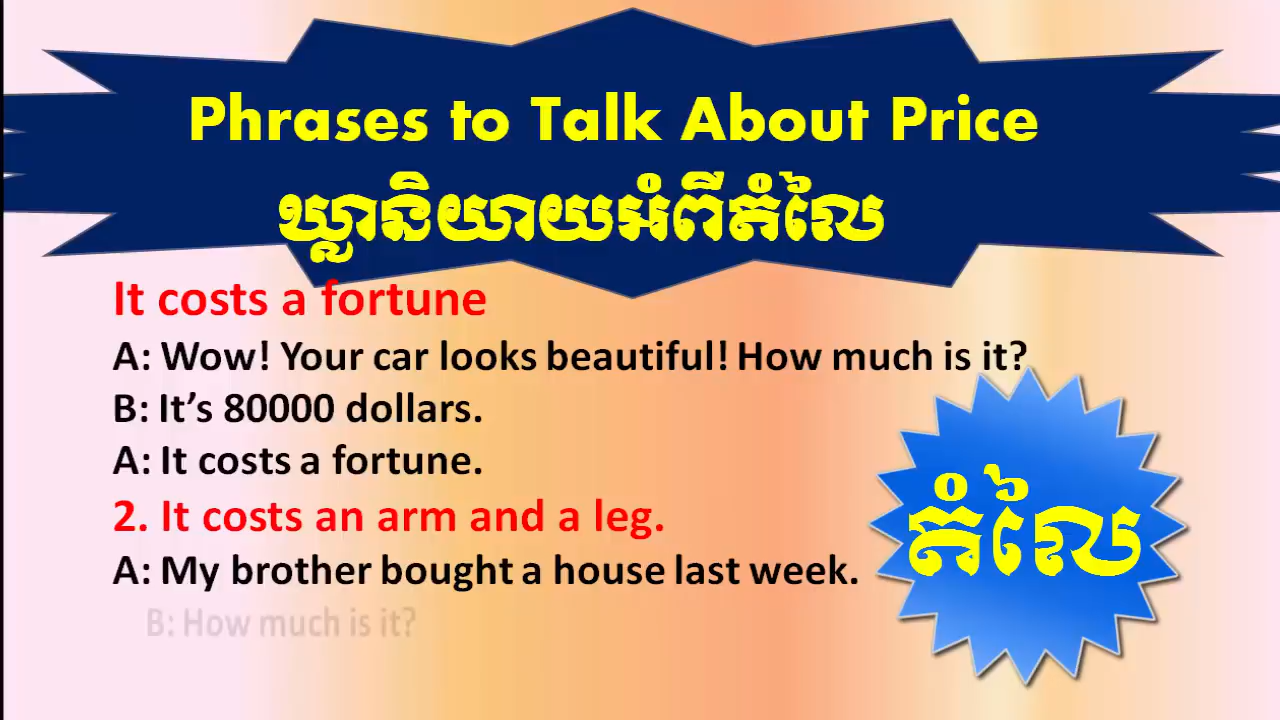 Phrases to Talk About Price
ឃ្លានិយាយអំពីតំលៃ
It costs a fortune
A: Wow! Your car looks beautiful! How much is it?
B: It’s 80000 dollars.
A: It costs a fortune.
2. It costs an arm and a leg.
A: My brother bought a house last week.
B: How much is it?
តំលៃ